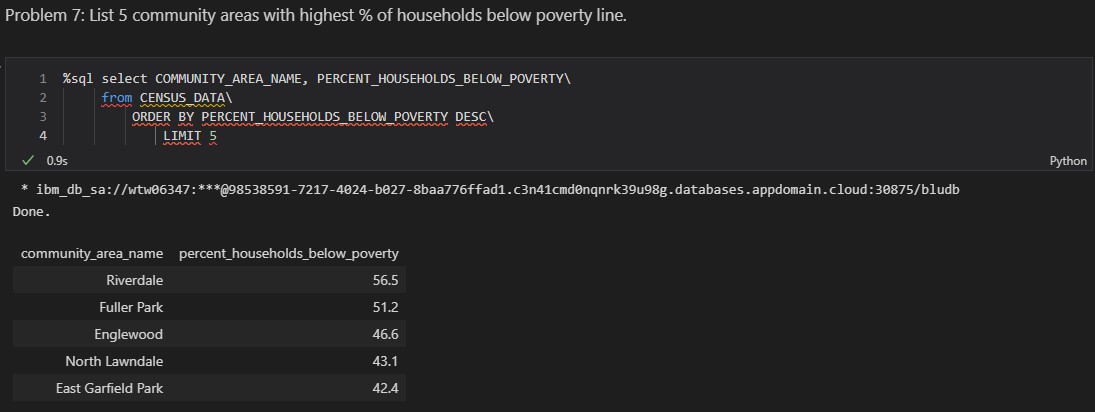 Problem 7: List 5 community areas with highest % of households below poverty line.
1 %sql select COMMUNITY_AREA_NAME, PERCENT_HOUSEHOLDS_BELOW_POVERTY\
2 from CENSUS_DATA\
3 ORDER BY PERCENT_HOUSEHOLDS_BELOW_POVERTY DESC\
4 LIMIT 5
0.9s Python
* ibm_db_sa://wtw06347:***@98538591-7217-4024-b027-8baa776ffad1.c3n41cmd0nqnrk39u98g.databases.appdomain.cloud:30875/bludb
Done.
community_area_name percent_households_below_poverty
Riverdale 56.5
Fuller Park 51.2
Englewood 46.6
North Lawndale 43.1
East Garfield Park 42.4